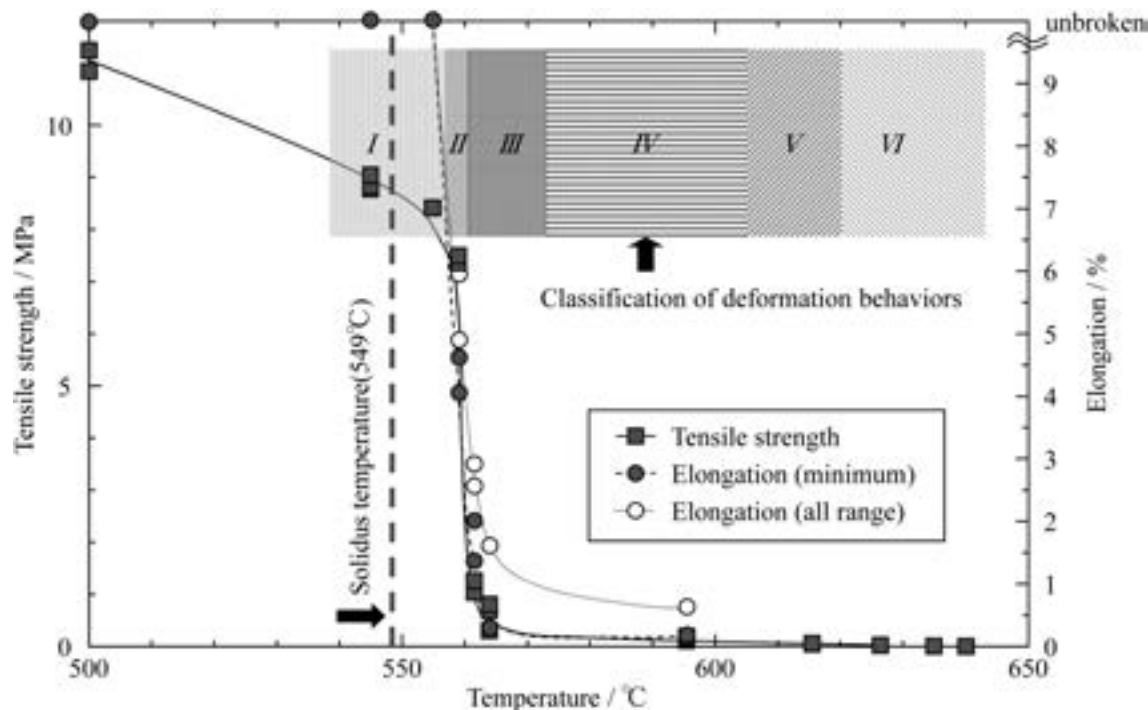 unbroken
10
5
0
9
8
7
6
5
4
3
2
1
0
I
II
III
IV
V
VI
Classification of deformation behaviors
Solidus temperature(549℃)
Tensile strength / MPa
Elongation / %
Tensile strength
Elongation (minimum)
Elongation (all range)
500
550
600
650
Temperature / ℃